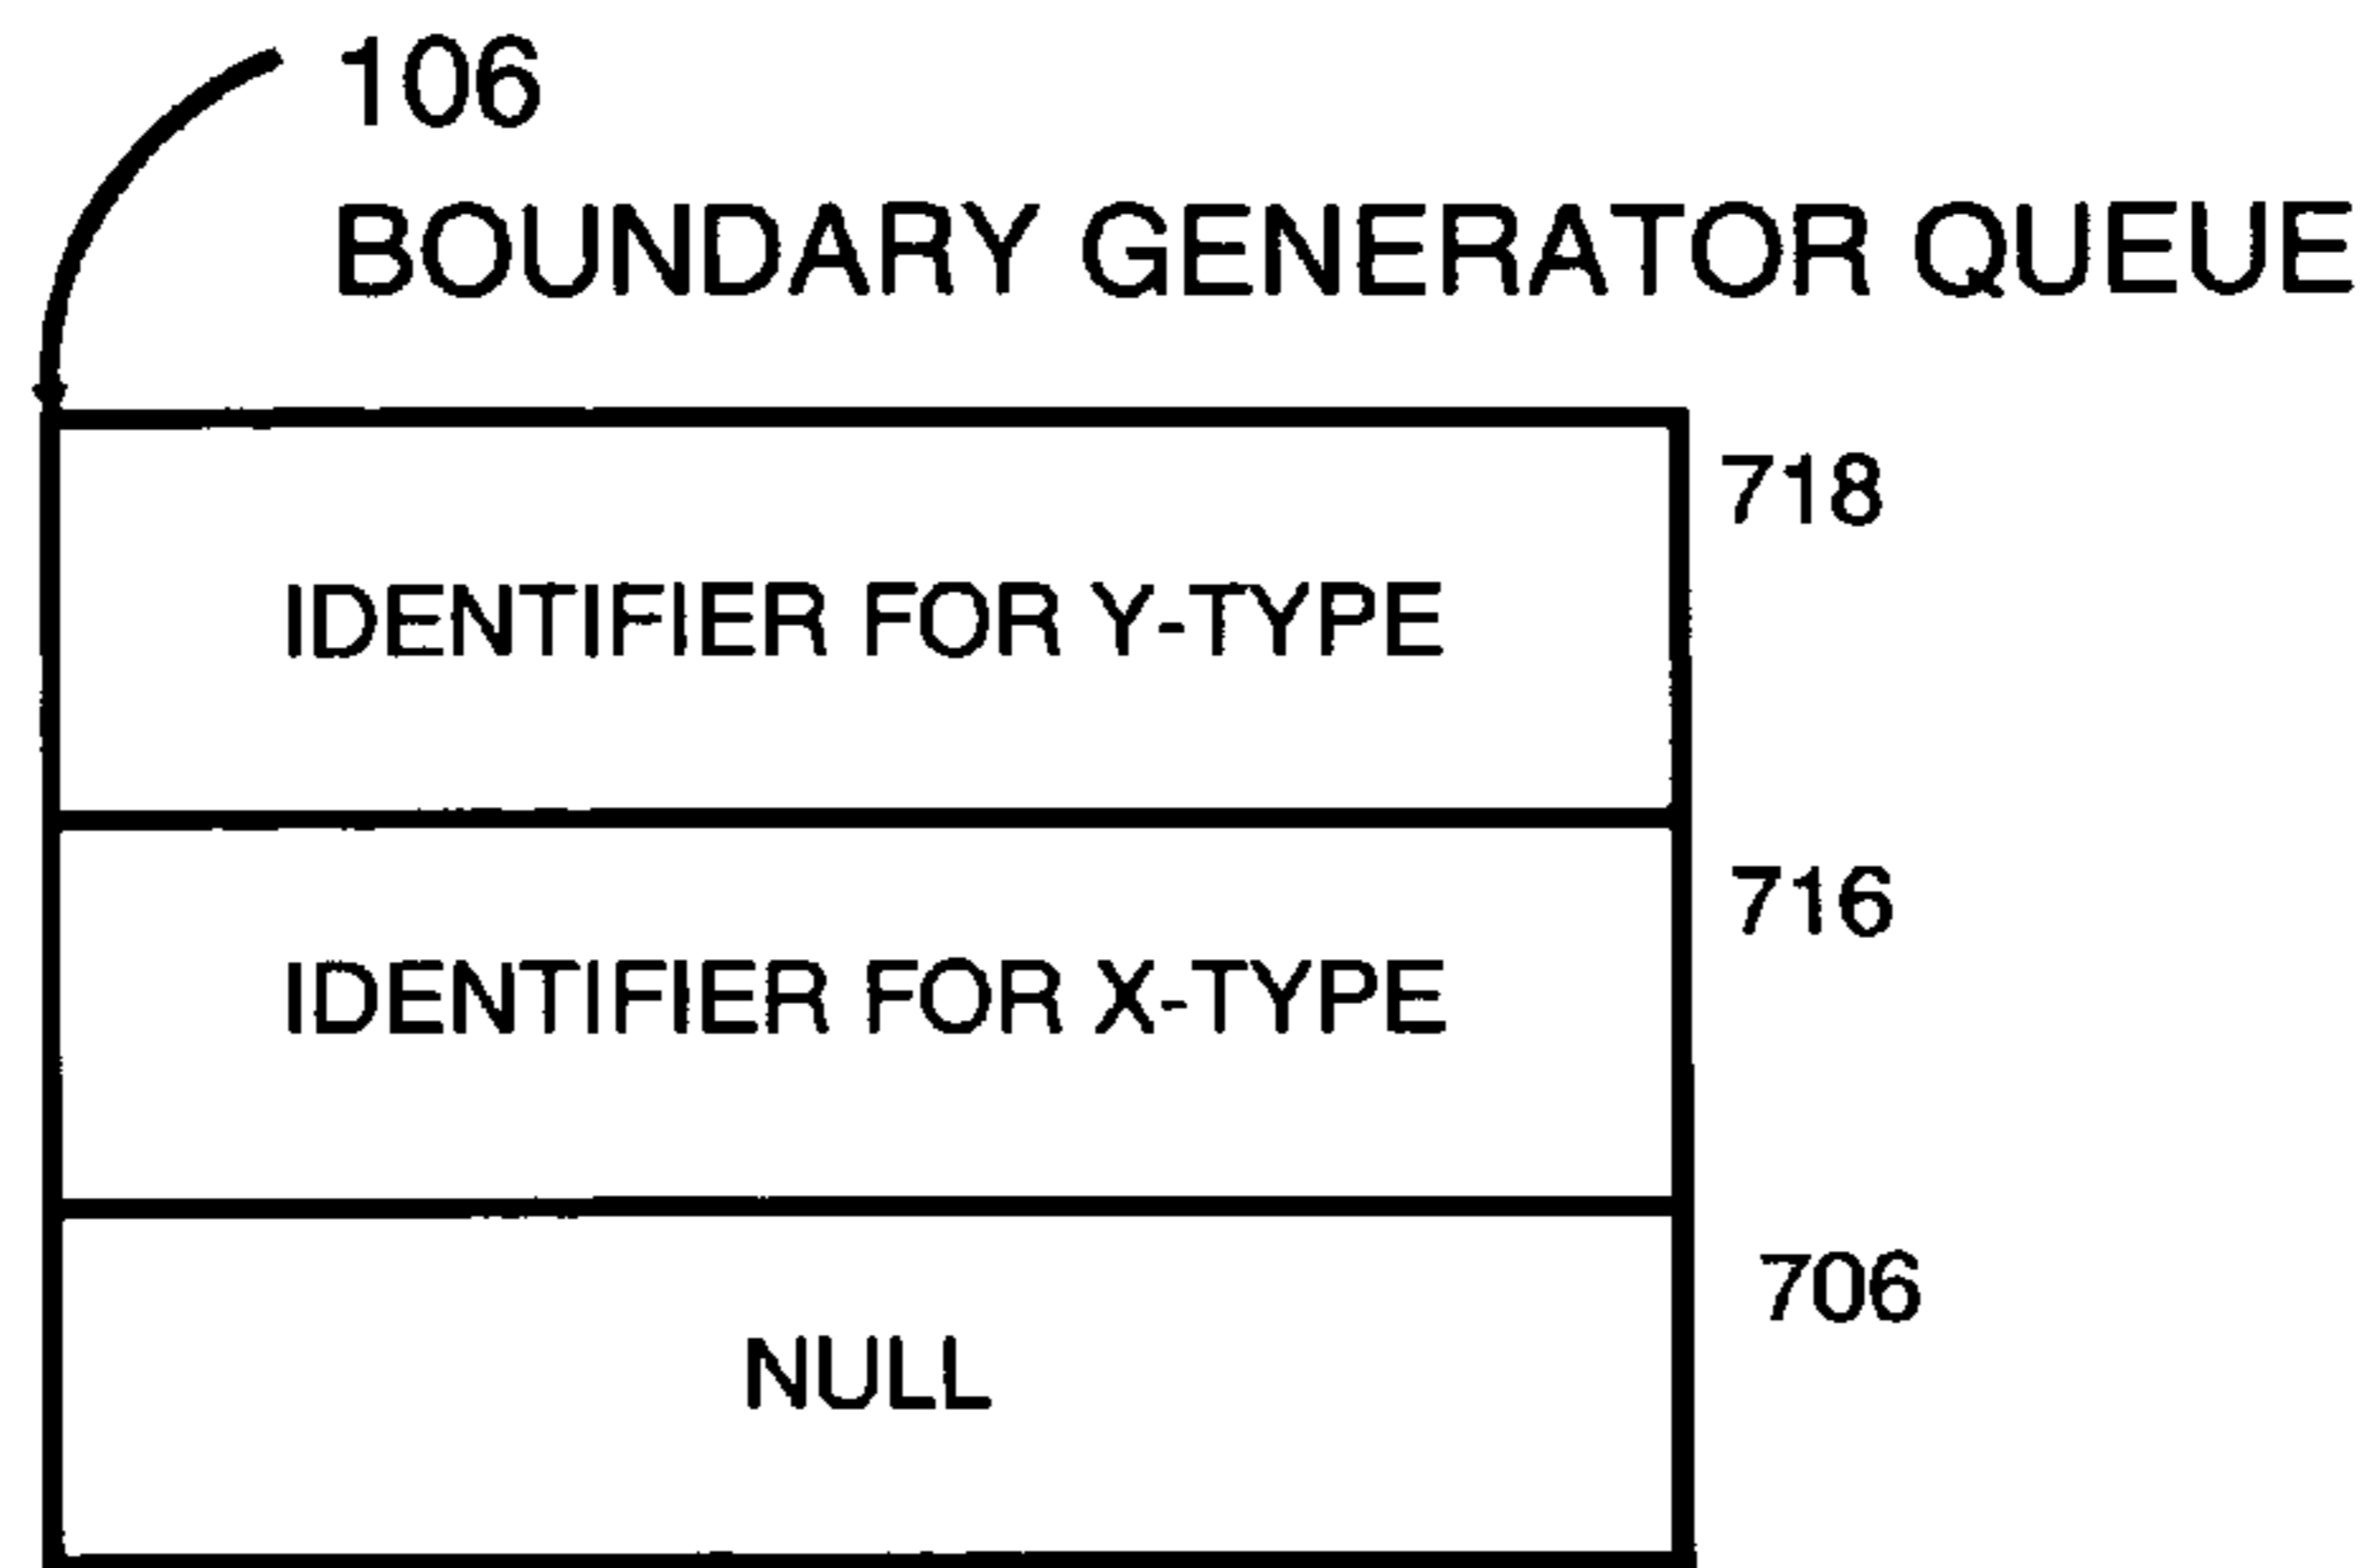 106
BOUNDARY GENERATOR QUEUE
718
IDENTIFIER FOR Y-TYPE
716
IDENTIFIER FOR X-TYPE
706
NULL